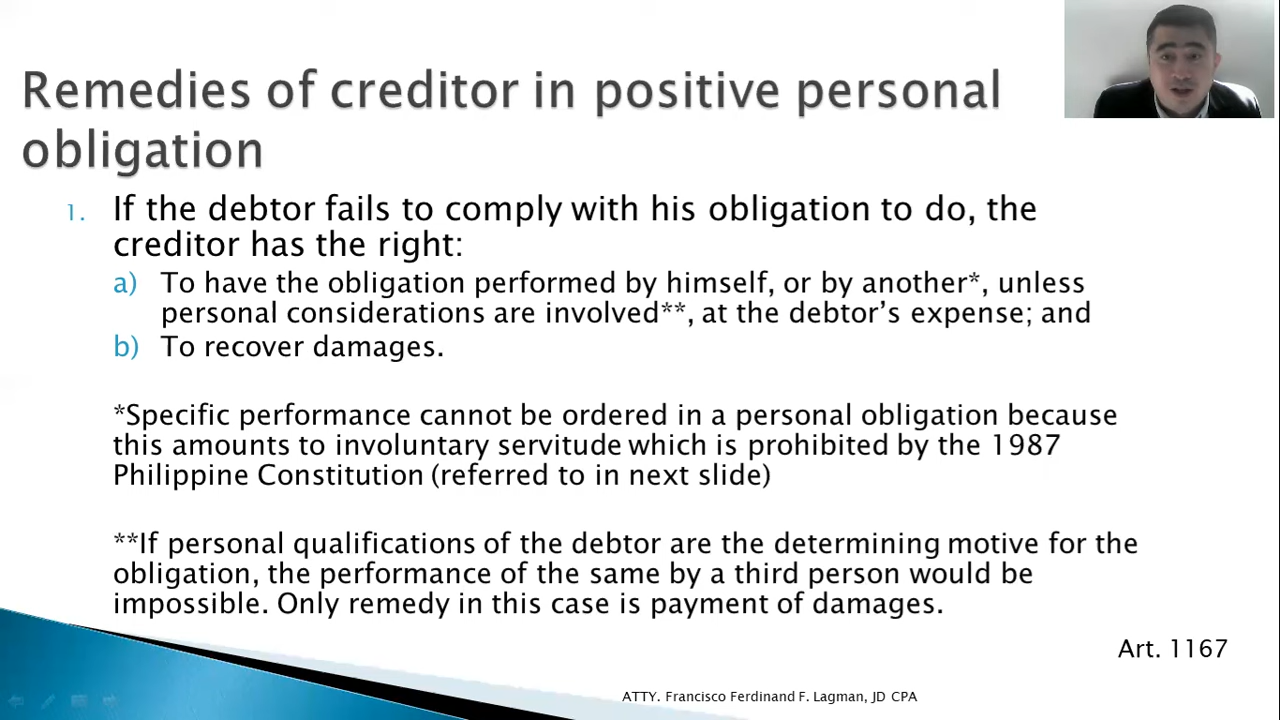 Remedies of creditor in positive personal
obligation
1. If the debtor fails to comply with his obligation to do, the
creditor has the right:
a) To have the obligation performed by himself, or by another*, unless
personal considerations are involved**, at the debtor’s expense; and
b) To recover damages.
*Specific performance cannot be ordered in a personal obligation because
this amounts to involuntary servitude which is prohibited by the 1987
Philippine Constitution (referred to in next slide)
**If personal qualifications of the debtor are the determining motive for the
obligation, the performance of the same by a third person would be
impossible. Only remedy in this case is payment of damages.
Art. 1167
ATTY. Francisco Ferdinand F. Lagman, JD CPA